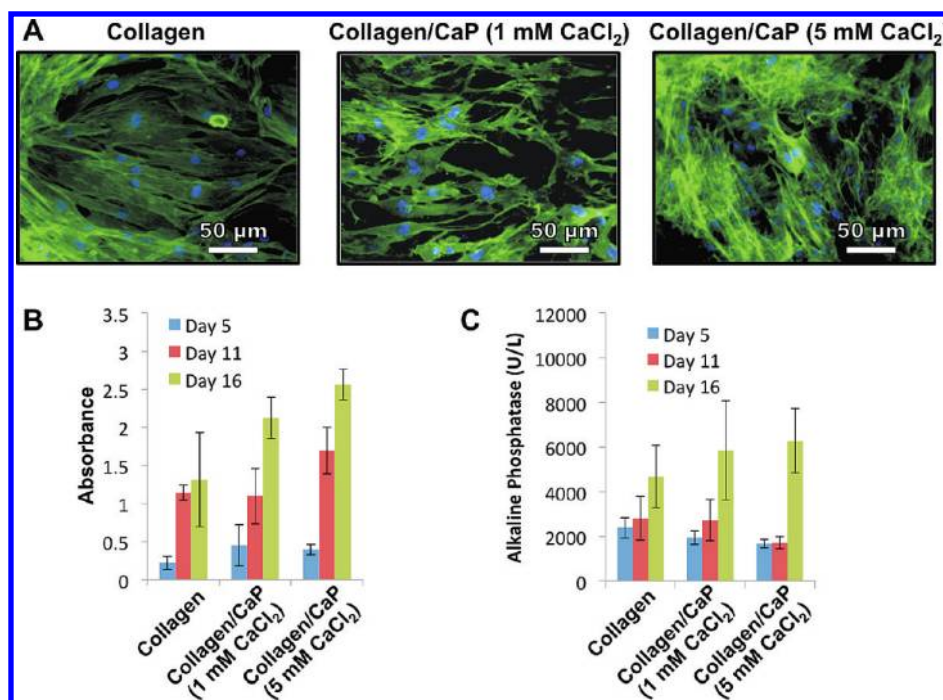 A
Collagen
Collagen/CaP (1 mM CaCl₂)
Collagen/CaP (5 mM CaCl₂
50 µm
50 µm
50 µm
B
3.5
3
2.5
2
1.5
1
0.5
0
Absorbance
Day 5
Day 11
Day 16
Collagen
Collagen/CaP
(1 mM CaCl₂)
Collagen/CaP
(5 mM CaCl₂)
C
12000
10000
8000
6000
4000
2000
0
Alkaline Phosphatase (U/L)
Day 5
Day 11
Day 16
Collagen
Collagen/CaP
(1 mM CaCl₂)
Collagen/CaP
(5 mM CaCl₂)